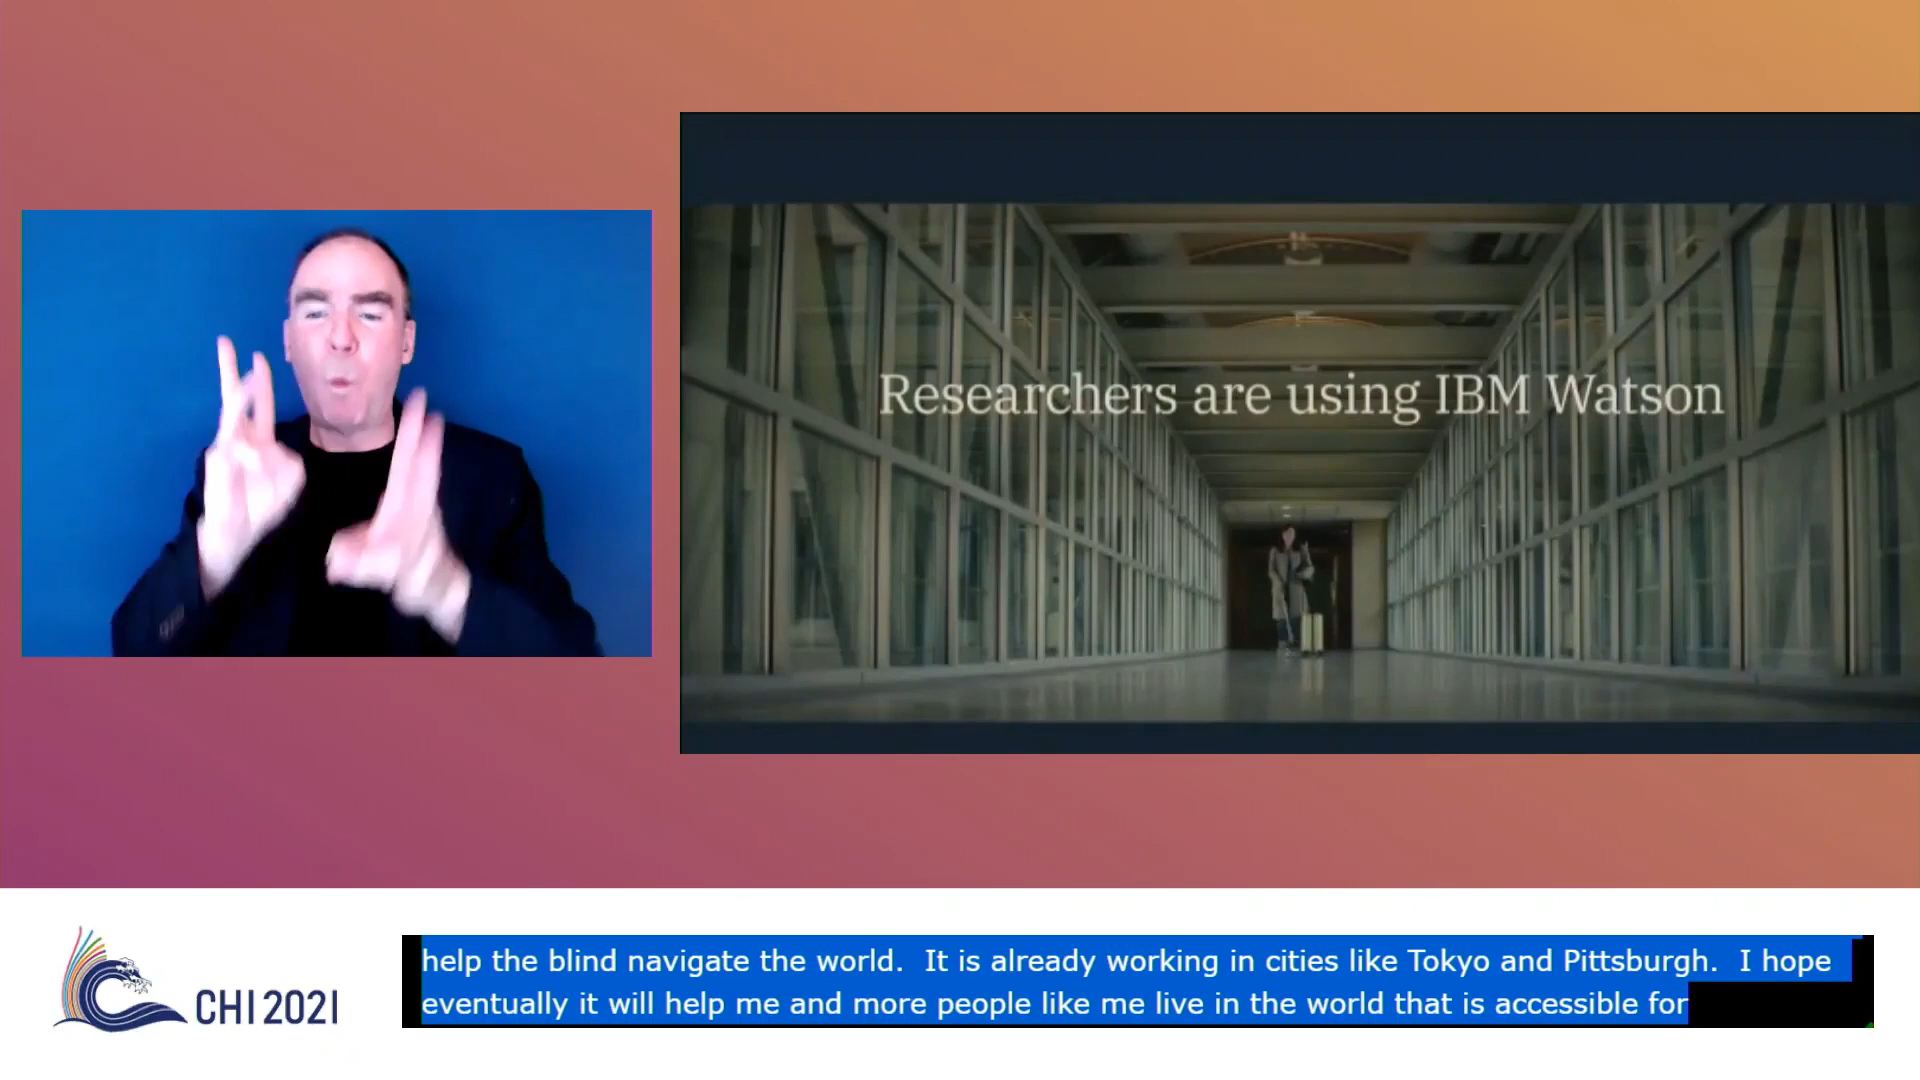 Researchers are using IBM Watson
CHI 2021
help the blind navigate the world.  It is already working in cities like Tokyo and Pittsburgh.  I hope
eventually it will help me and more people like me live in the world that is accessible for